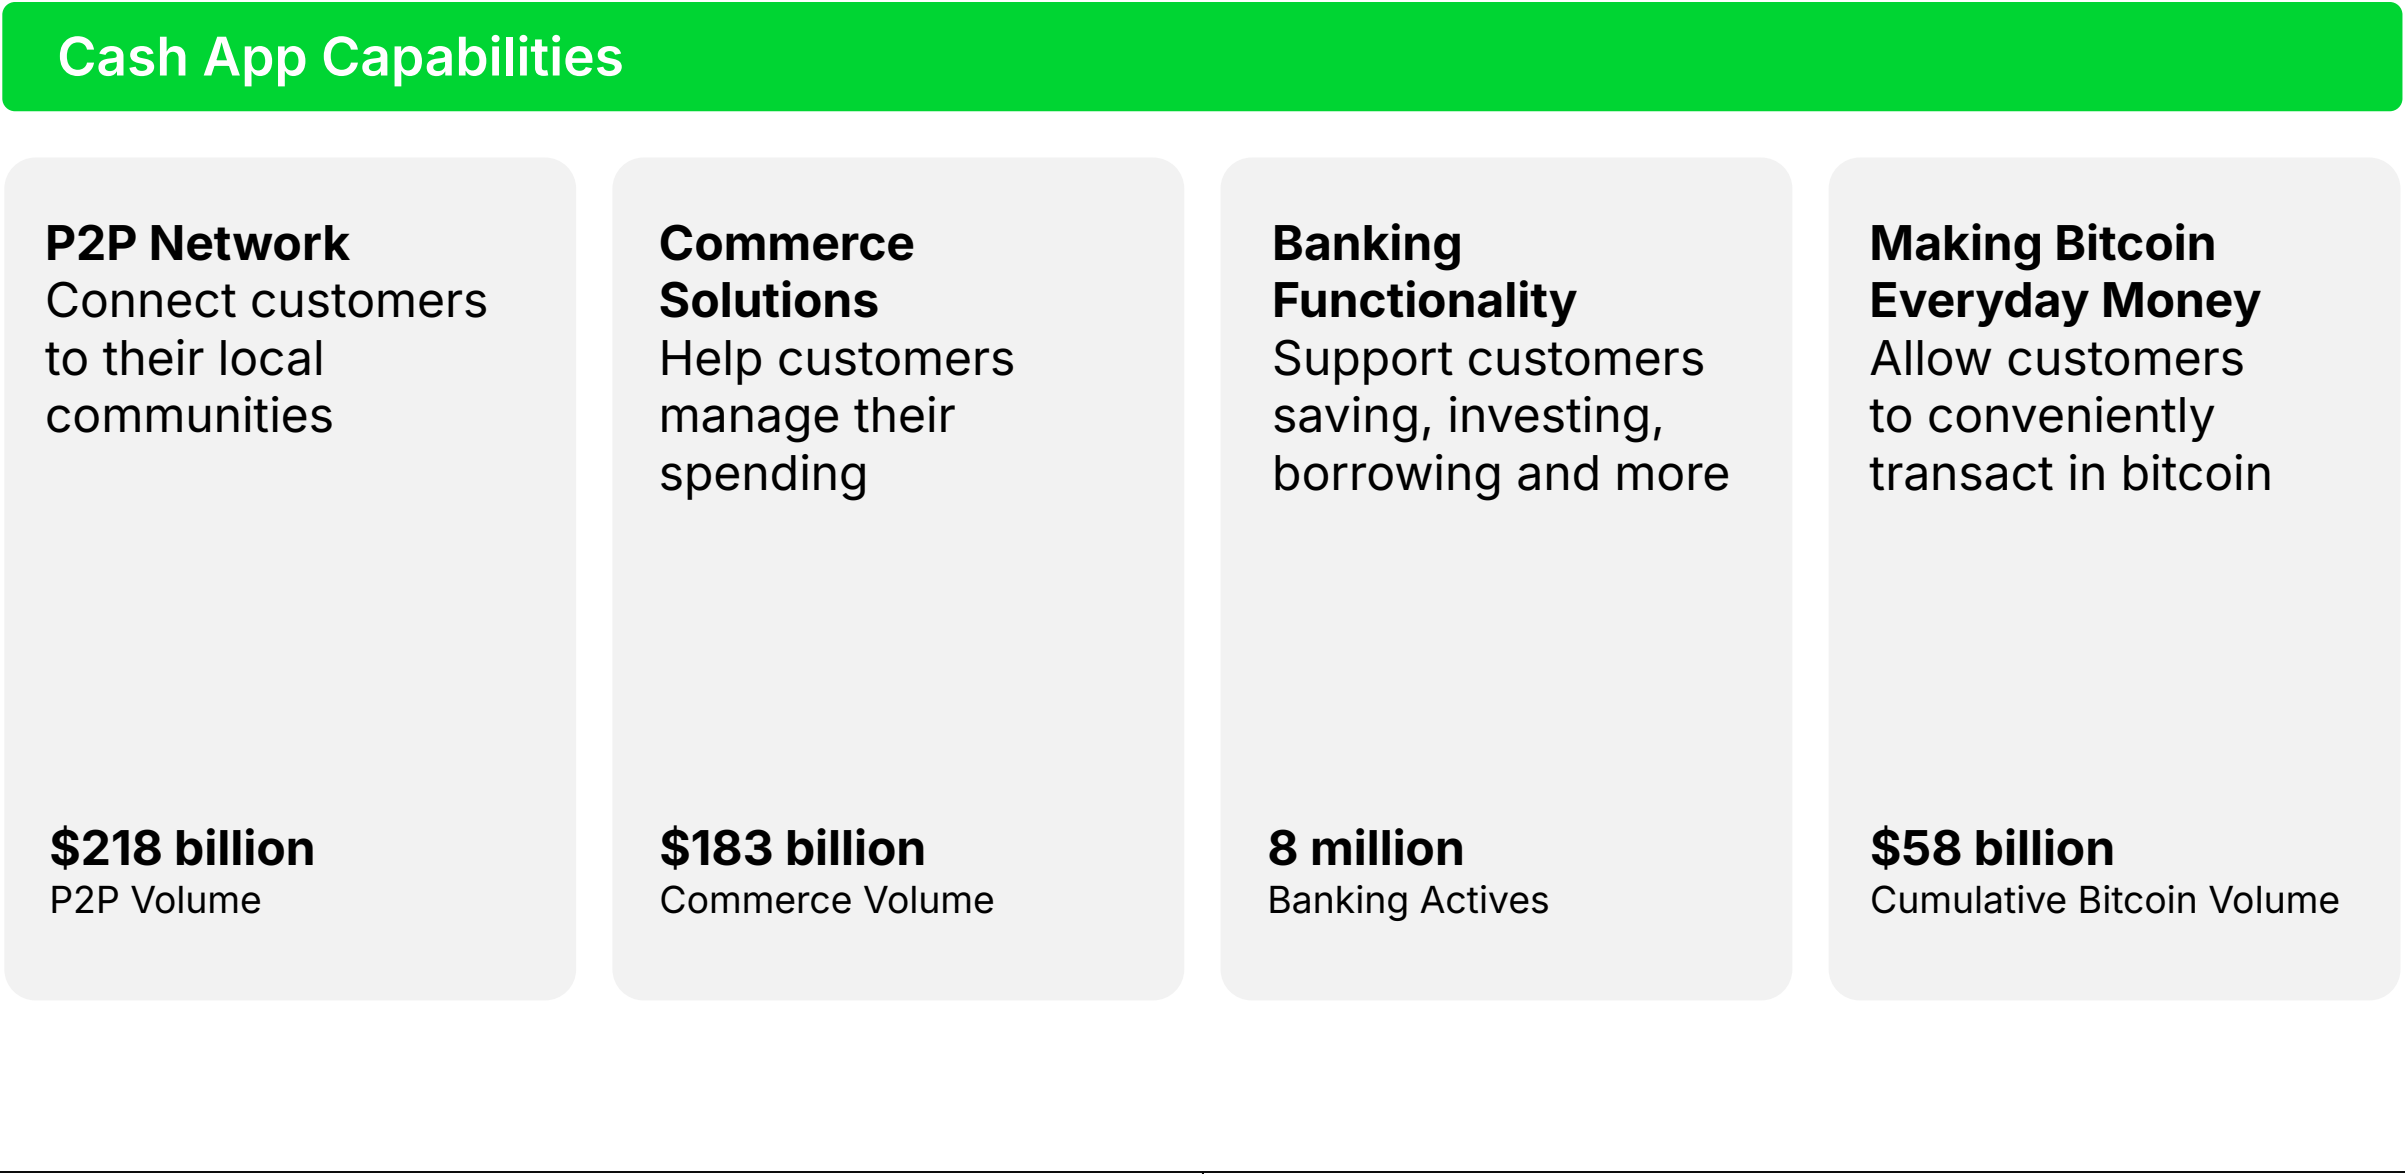 Cash App Capabilities
P2P Network
Connect customers
to their local
communities
$218 billion
P2P Volume
Commerce
Solutions
Help customers
manage their
spending
$183 billion
Commerce Volume
Banking
Functionality
Support customers
saving, investing,
borrowing and more
8 million
Banking Actives
Making Bitcoin
Everyday Money
Allow customers
to conveniently
transact in bitcoin
$58 billion
Cumulative Bitcoin Volume